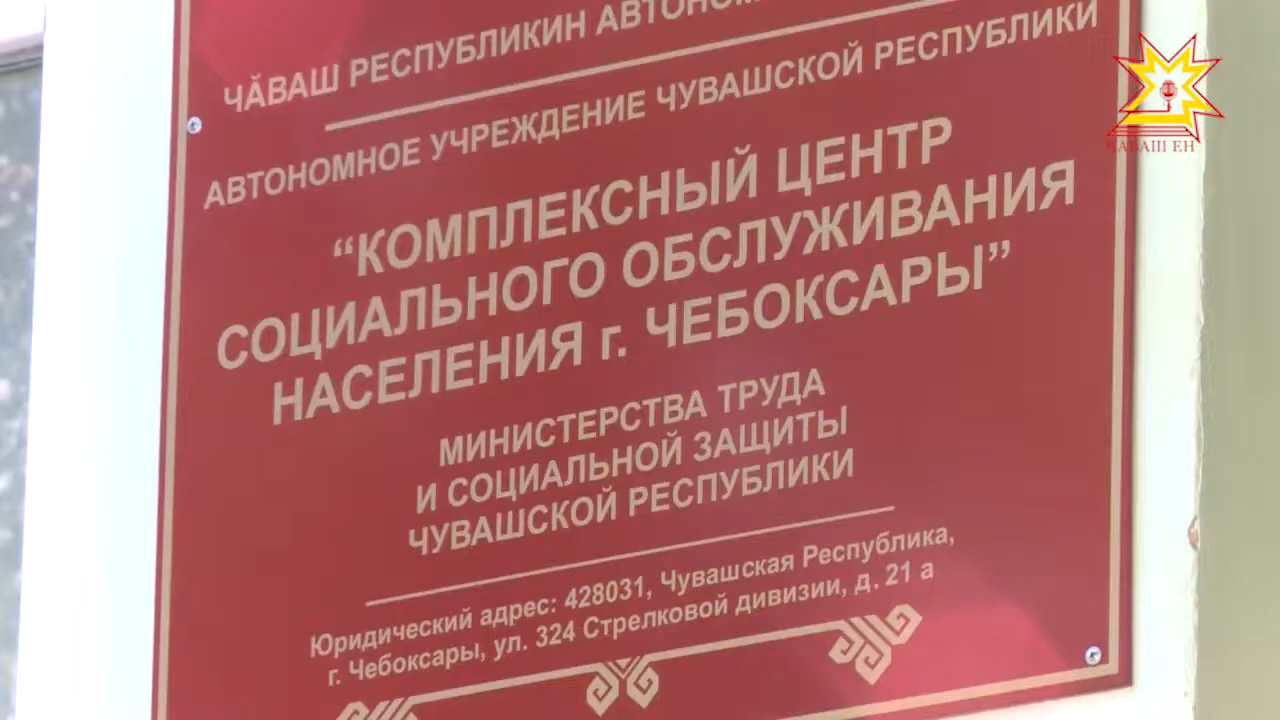 ЧӐВАШ РЕСПУБЛИКИН
АВТОНОМНОЕ УЧРЕЖДЕНИЕ ЧУВАШСКОЙ РЕСПУБЛИКИ
“КОМПЛЕКСНЫЙ ЦЕНТР
СОЦИАЛЬНОГО ОБСЛУЖИВАНИЯ
НАСЕЛЕНИЯ г. ЧЕБОКСАРЫ”
МИНИСТЕРСТВА ТРУДА
И СОЦИАЛЬНОЙ ЗАЩИТЫ
ЧУВАШСКОЙ РЕСПУБЛИКИ
Юридический адрес: 428031, Чувашская Республика,
г. Чебоксары, ул. 324 Стрелковой дивизии, д. 21 а
ЧӐВАШ ЕН